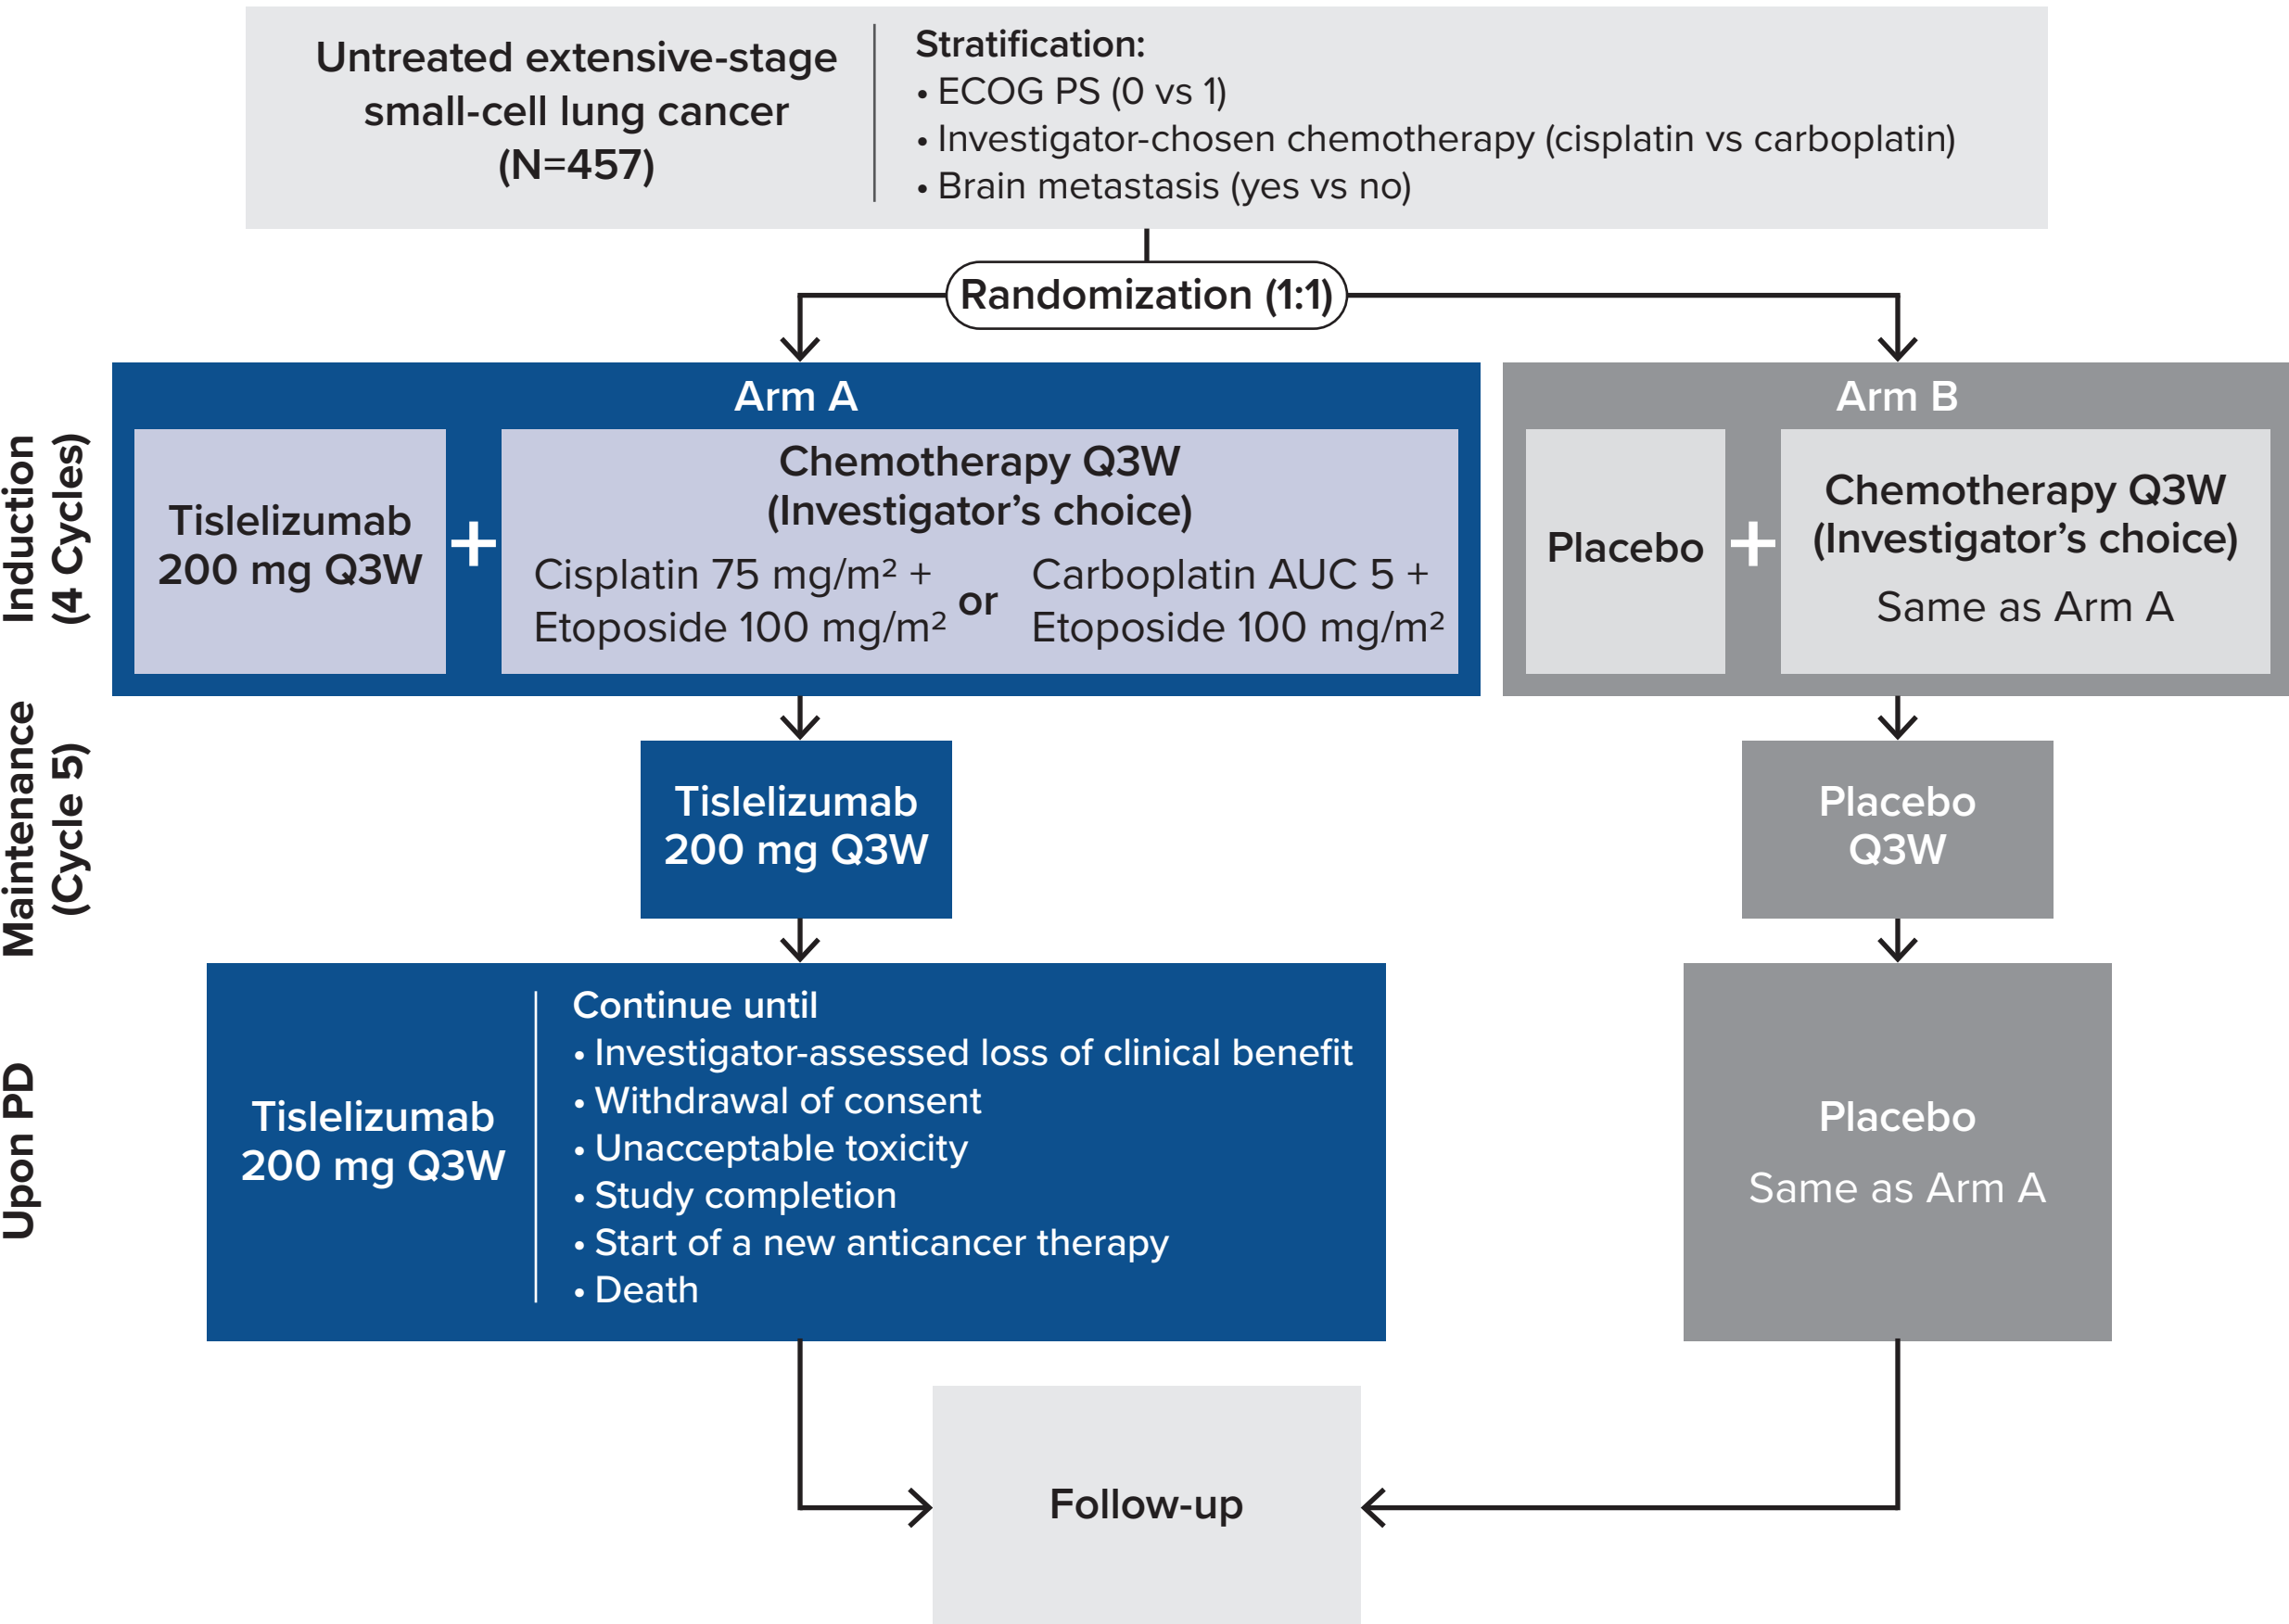 Untreated extensive-stage
small-cell lung cancer
(N=457)
Stratification:
• ECOG PS (0 vs 1)
• Investigator-chosen chemotherapy (cisplatin vs carboplatin)
• Brain metastasis (yes vs no)
Randomization (1:1)
Induction
(4 Cycles)
Arm A
Tislelizumab
200 mg Q3W
+
Chemotherapy Q3W
(Investigator’s choice)
Cisplatin 75 mg/m² +
Etoposide 100 mg/m²
or
Carboplatin AUC 5 +
Etoposide 100 mg/m²
Arm B
Placebo
+
Chemotherapy Q3W
(Investigator’s choice)
Same as Arm A
Maintenance
(Cycle 5)
Tislelizumab
200 mg Q3W
Placebo
Q3W
Upon PD
Tislelizumab
200 mg Q3W
Continue until
• Investigator-assessed loss of clinical benefit
• Withdrawal of consent
• Unacceptable toxicity
• Study completion
• Start of a new anticancer therapy
• Death
Placebo
Same as Arm A
Follow-up